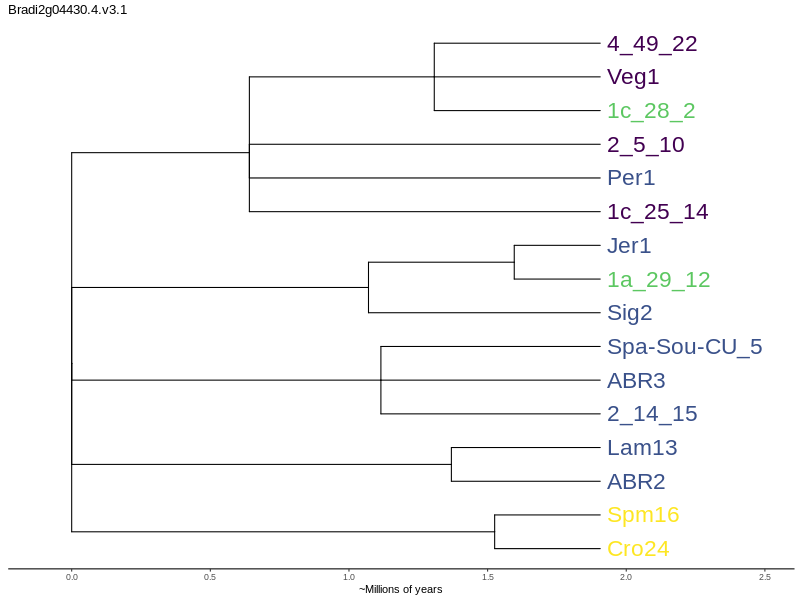 Bradi2g04430.4.v3.1
4_49_22
Veg1
1c_28_2
2_5_10
Per1
1c_25_14
Jer1
1a_29_12
Sig2
Spa-Sou-CU_5
ABR3
2_14_15
Lam13
ABR2
Spm16
Cro24
0.0 0.5 1.0 1.5 2.0 2.5
~Millions of years